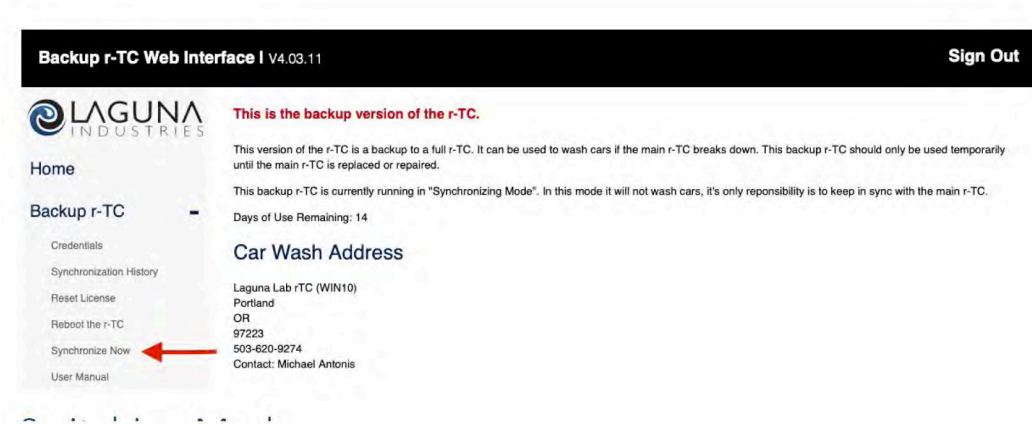 Backup r-TC Web Interface | V4.03.11
Sign Out
LAGUNA
INDUSTRIES
Home
Backup r-TC -
Credentials
Synchronization History
Reset License
Reboot the r-TC
Synchronize Now
User Manual
This is the backup version of the r-TC.
This version of the r-TC is a backup to a full r-TC. It can be used to wash cars if the main r-TC breaks down. This backup r-TC should only be used temporarily
until the main r-TC is replaced or repaired.
This backup r-TC is currently running in "Synchronizing Mode". In this mode it will not wash cars, it's only reponsibility is to keep in sync with the main r-TC.
Days of Use Remaining: 14
Car Wash Address
Laguna Lab rTC (WIN10)
Portland
OR
97223
503-620-9274
Contact: Michael Antonis